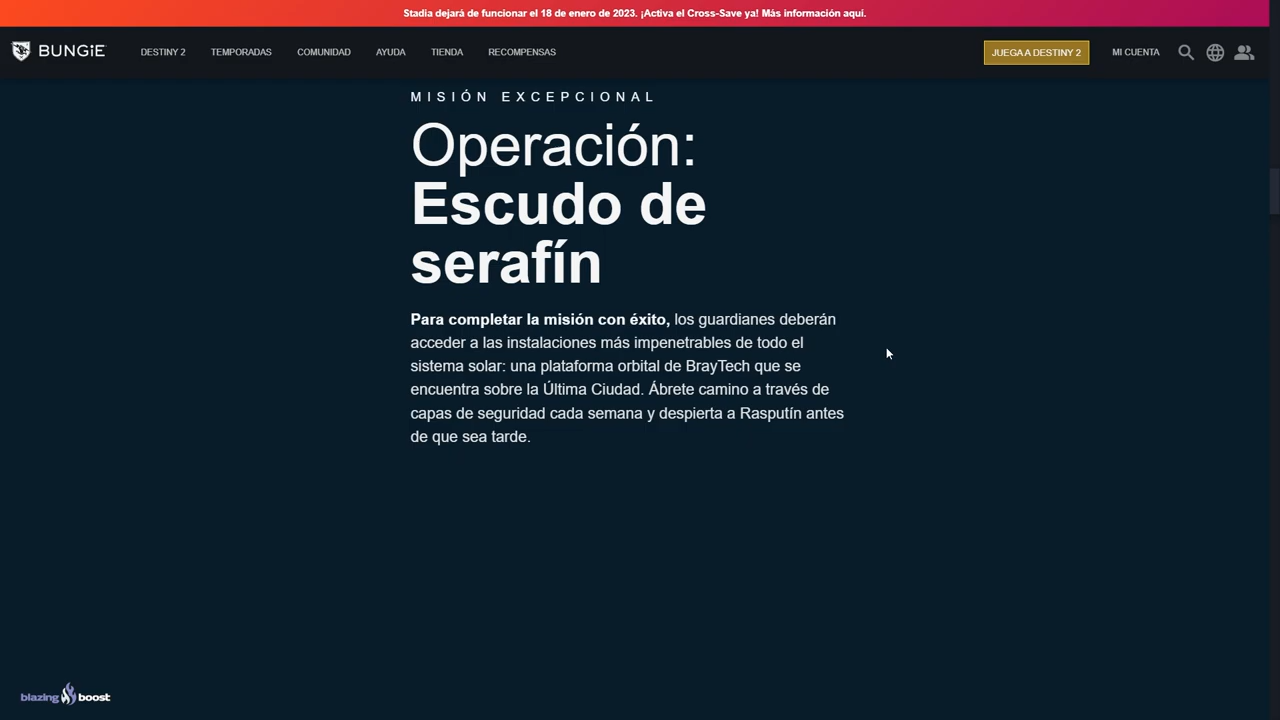 Stadia dejará de funcionar el 18 de enero de 2023. ¡Activa el Cross-Save ya! Más información aquí.
BUNGiE DESTINY 2 TEMPORADAS COMUNIDAD AYUDA TIENDA RECOMPENSAS JUEGA A DESTINY 2 MI CUENTA
MISIÓN EXCEPCIONAL
Operación:
Escudo de
serafín
Para completar la misión con éxito, los guardianes deberán
acceder a las instalaciones más impenetrables de todo el
sistema solar: una plataforma orbital de BrayTech que se
encuentra sobre la Última Ciudad. Ábrete camino a través de
capas de seguridad cada semana y despierta a Rasputín antes
de que sea tarde.
blazing boost